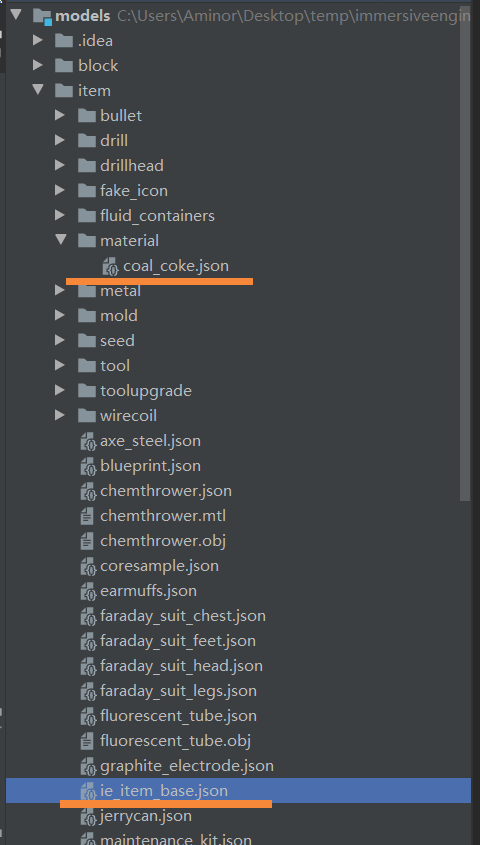 models C:\Users\Aminor\Desktop\temp\immersiveengin
.idea
block
item
bullet
drill
drillhead
fake_icon
fluid_containers
material
coal_coke.json
metal
mold
seed
tool
toolupgrade
wirecoil
axe_steel.json
blueprint.json
chemthrower.json
chemthrower.mtl
chemthrower.obj
coresample.json
earmuffs.json
faraday_suit_chest.json
faraday_suit_feet.json
faraday_suit_head.json
faraday_suit_legs.json
fluorescent_tube.json
fluorescent_tube.obj
graphite_electrode.json
ie_item_base.json
jerrycan.json
maintenance_kit.json